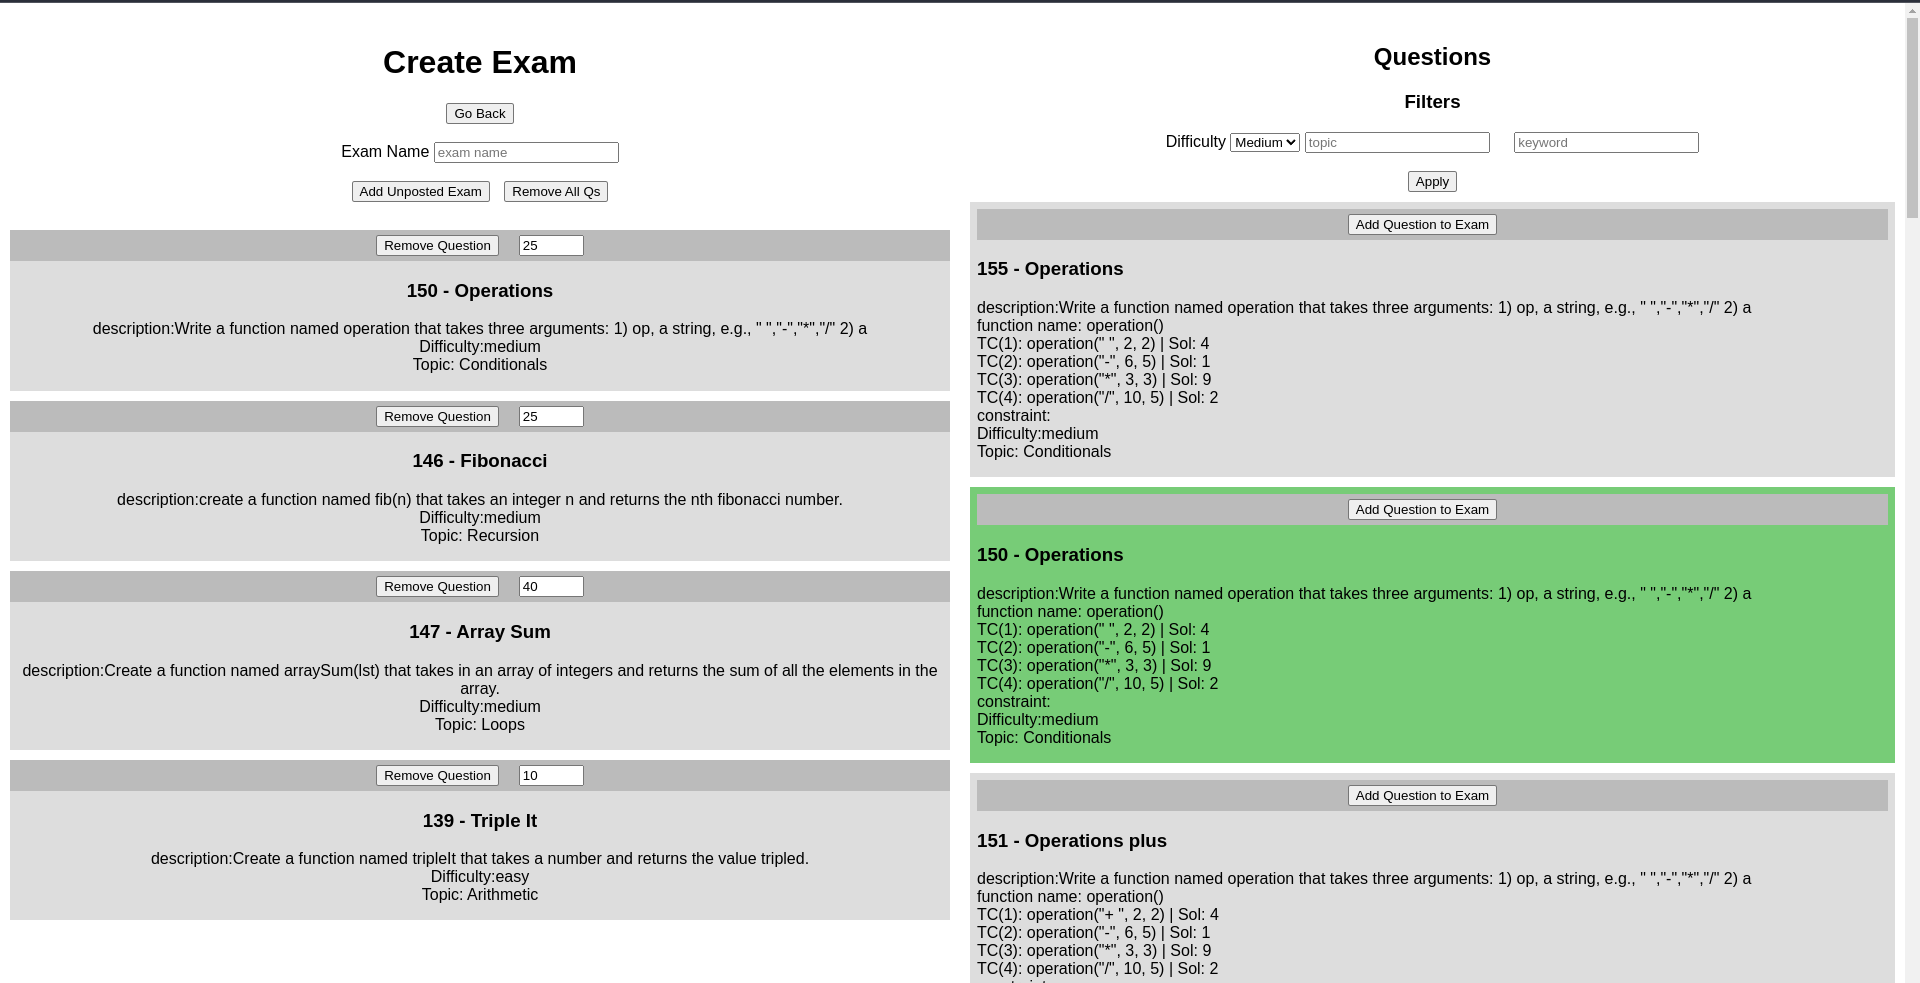 Create Exam
Go Back
Exam Name exam name
Add Unposted Exam Remove All Qs
Remove Question 25
150 - Operations
description:Write a function named operation that takes three arguments: 1) op, a string, e.g., " ","-","*","/" 2) a
Difficulty:medium
Topic: Conditionals
Remove Question 25
146 - Fibonacci
description:create a function named fib(n) that takes an integer n and returns the nth fibonacci number.
Difficulty:medium
Topic: Recursion
Remove Question 40
147 - Array Sum
description:Create a function named arraySum(lst) that takes in an array of integers and returns the sum of all the elements in the
array.
Difficulty:medium
Topic: Loops
Remove Question 10
139 - Triple It
description:Create a function named tripleIt that takes a number and returns the value tripled.
Difficulty:easy
Topic: Arithmetic
Questions
Filters
Difficulty Medium topic keyword
Apply
Add Question to Exam
155 - Operations
description:Write a function named operation that takes three arguments: 1) op, a string, e.g., " ","-","*","/" 2) a
function name: operation()
TC(1): operation(" ", 2, 2) | Sol: 4
TC(2): operation("-", 6, 5) | Sol: 1
TC(3): operation("*", 3, 3) | Sol: 9
TC(4): operation("/", 10, 5) | Sol: 2
constraint:
Difficulty:medium
Topic: Conditionals
Add Question to Exam
150 - Operations
description:Write a function named operation that takes three arguments: 1) op, a string, e.g., " ","-","*","/" 2) a
function name: operation()
TC(1): operation(" ", 2, 2) | Sol: 4
TC(2): operation("-", 6, 5) | Sol: 1
TC(3): operation("*", 3, 3) | Sol: 9
TC(4): operation("/", 10, 5) | Sol: 2
constraint:
Difficulty:medium
Topic: Conditionals
Add Question to Exam
151 - Operations plus
description:Write a function named operation that takes three arguments: 1) op, a string, e.g., " ","-","*","/" 2) a
function name: operation()
TC(1): operation("+ ", 2, 2) | Sol: 4
TC(2): operation("-", 6, 5) | Sol: 1
TC(3): operation("*", 3, 3) | Sol: 9
TC(4): operation("/", 10, 5) | Sol: 2